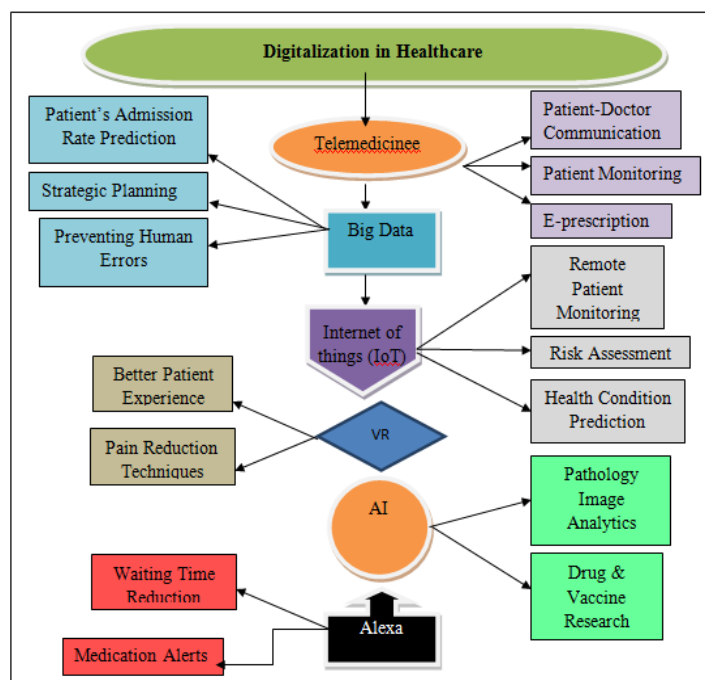 Digitalization in Healthcare
Patient's Admission
Rate Prediction
Strategic Planning
Preventing Human
Errors
Telemedicinee
Patient-Doctor
Communication
Patient Monitoring
E-prescription
Big Data
Internet of
things (IoT)
Remote
Patient
Monitoring
Risk Assessment
Health Condition
Prediction
Better Patient
Experience
Pain Reduction
Techniques
VR
AI
Pathology
Image
Analytics
Drug &
Vaccine
Research
Waiting Time
Reduction
Medication Alerts
Alexa